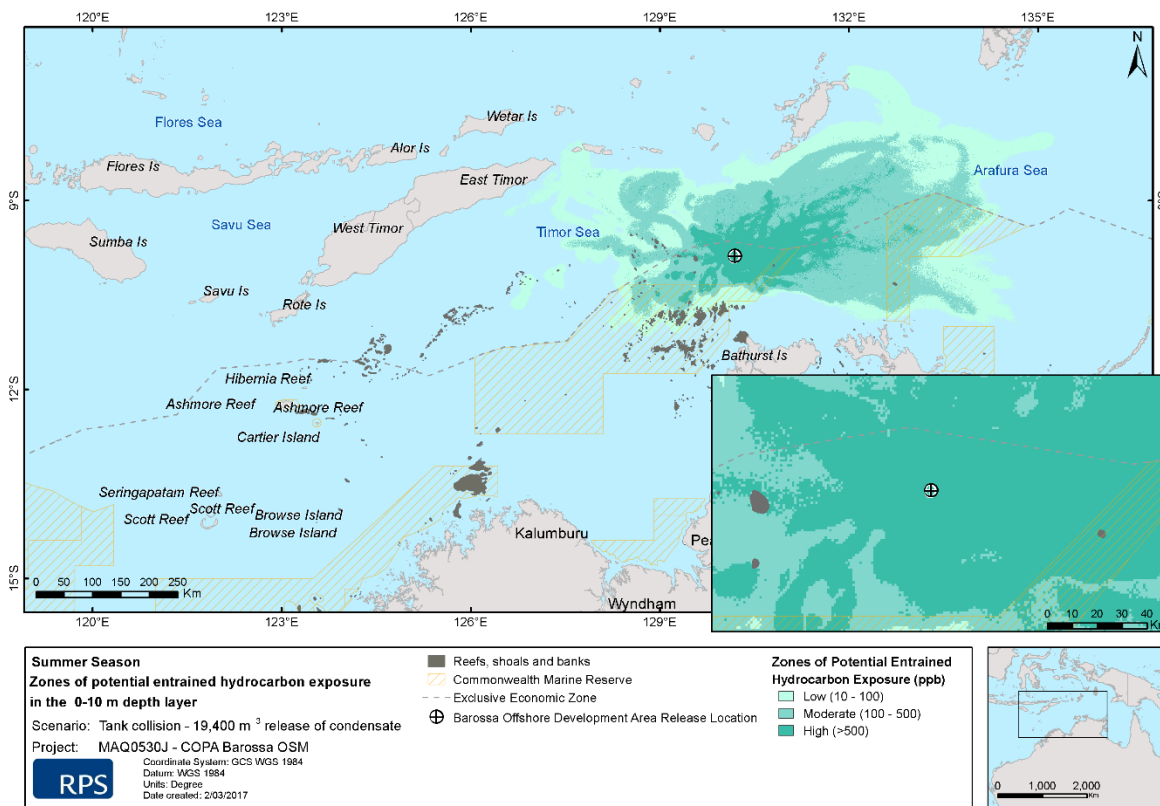 120°E 123°E 126°E 129°E 132°E 135°E
N
Flores Sea
Wetar Is
Alor Is
Flores Is
East Timor
Arafura Sea
9°S
Savu Sea
West Timor
Timor Sea
Sumba Is
Savu Is
Rote Is
Bathurst Is
12°S
Hibernia Reef
Ashmore Reef
Ashmore Reef
Cartier Island
Seringapatam Reef
Scott Reef
Scott Reef
Browse Island
Browse Island
Kalumburu
15°S
0 50 100 150 200 250
Km
Wyndham
0 10 20 30 40
120°E 123°E 126°E 129°E
Summer Season
Zones of potential entrained hydrocarbon exposure
in the 0-10 m depth layer
Scenario: Tank collision - 19,400 m³ release of condensate
Project: MAQ0530J - COPA Barossa OSM
RPS
Coordinate System: GCS WGS 1984
Datum: WGS 1984
Units: Degree
Date created: 2/03/2017
Reefs, shoals and banks
Commonwealth Marine Reserve
Exclusive Economic Zone
Barossa Offshore Development Area Release Location
Zones of Potential Entrained
Hydrocarbon Exposure (ppb)
Low (10 - 100)
Moderate (100 - 500)
High (>500)
0 1,000 2,000
Km